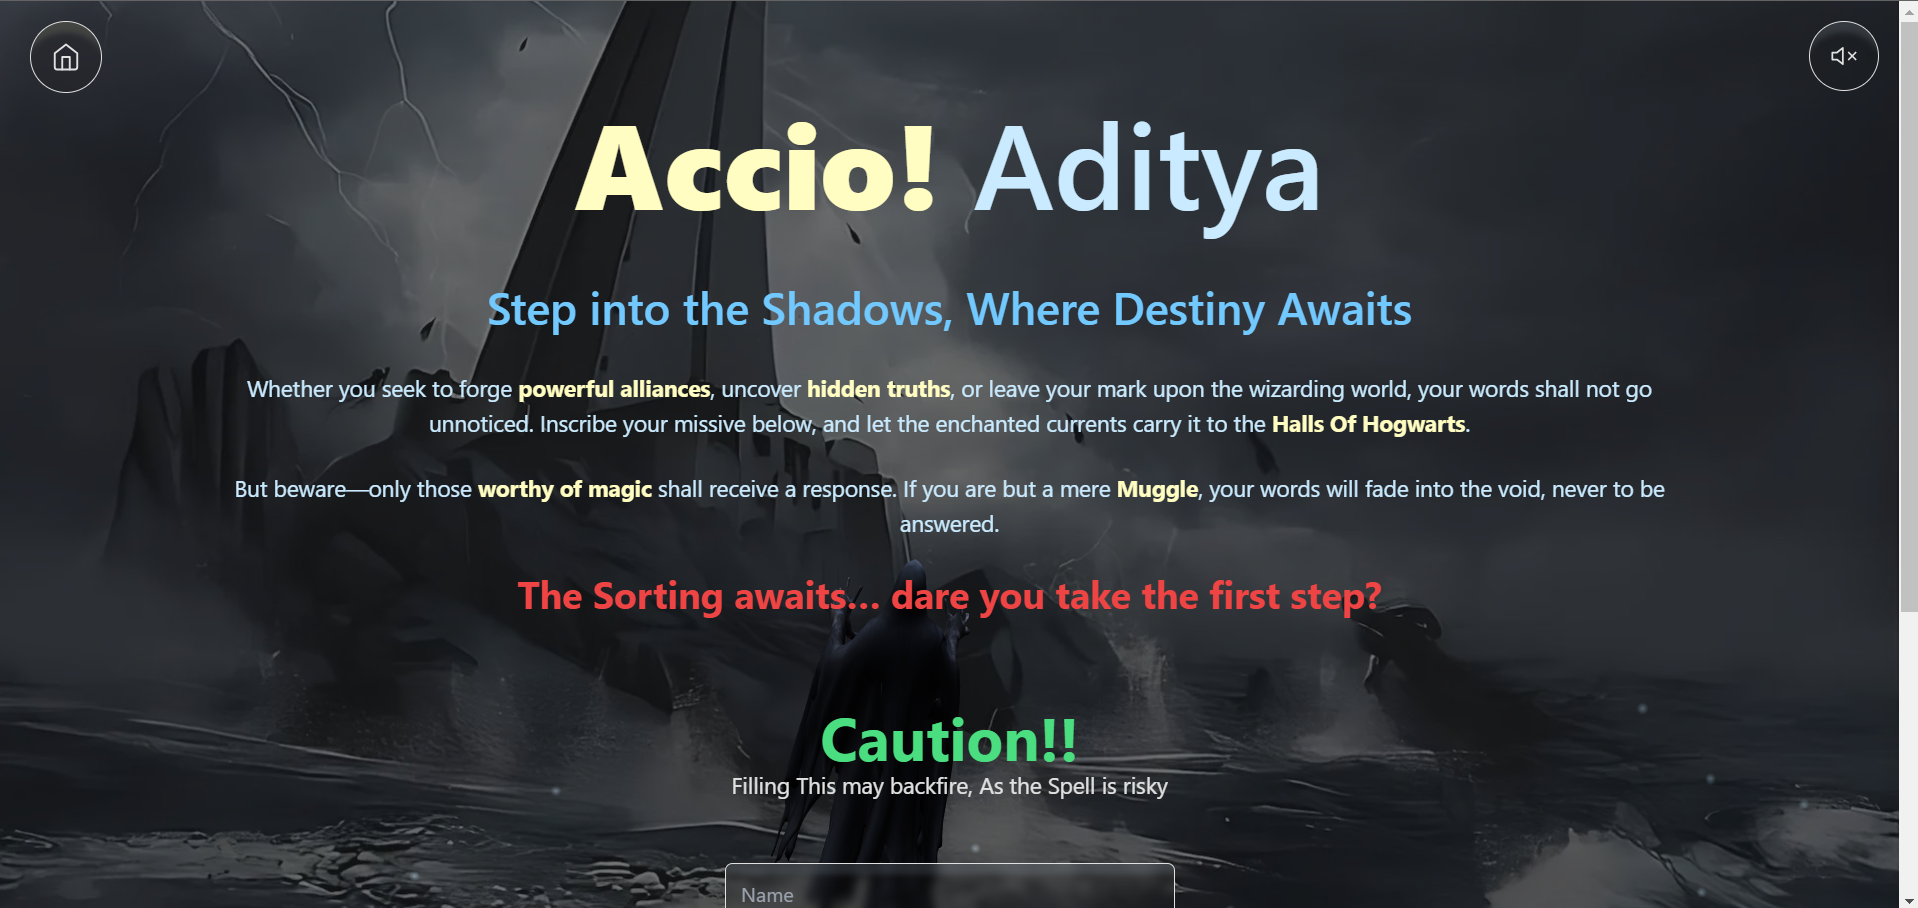 Accio! Aditya
Step into the Shadows, Where Destiny Awaits
Whether you seek to forge powerful alliances, uncover hidden truths, or leave your mark upon the wizarding world, your words shall not go
unnoticed. Inscribe your missive below, and let the enchanted currents carry it to the Halls Of Hogwarts.
But beware—only those worthy of magic shall receive a response. If you are but a mere Muggle, your words will fade into the void, never to be
answered.
The Sorting awaits... dare you take the first step?
Caution!!
Filling This may backfire, As the Spell is risky
Name